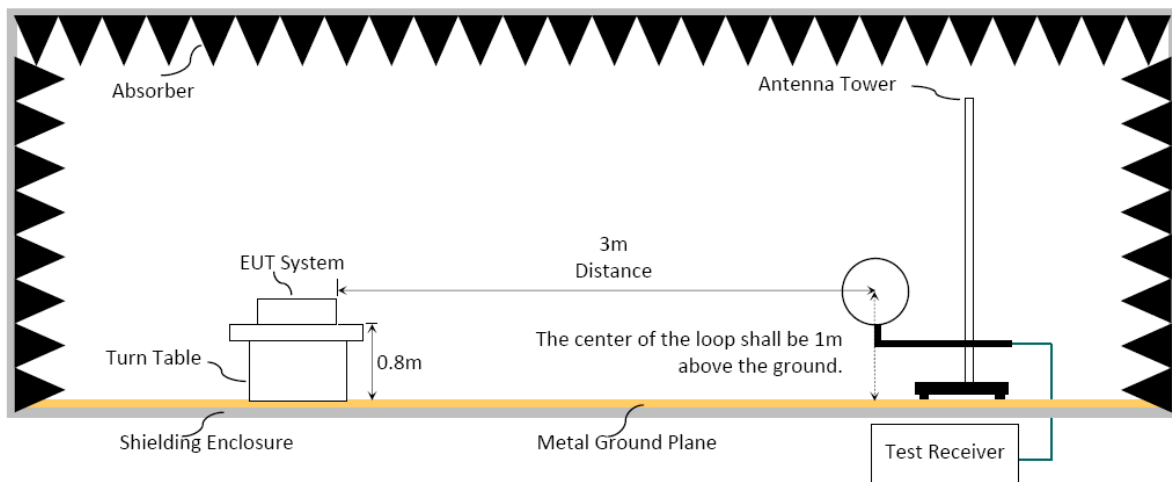 Absorber
Antenna Tower
3m
Distance
EUT System
The center of the loop shall be 1m
above the ground.
Turn Table
0.8m
Shielding Enclosure
Metal Ground Plane
Test Receiver